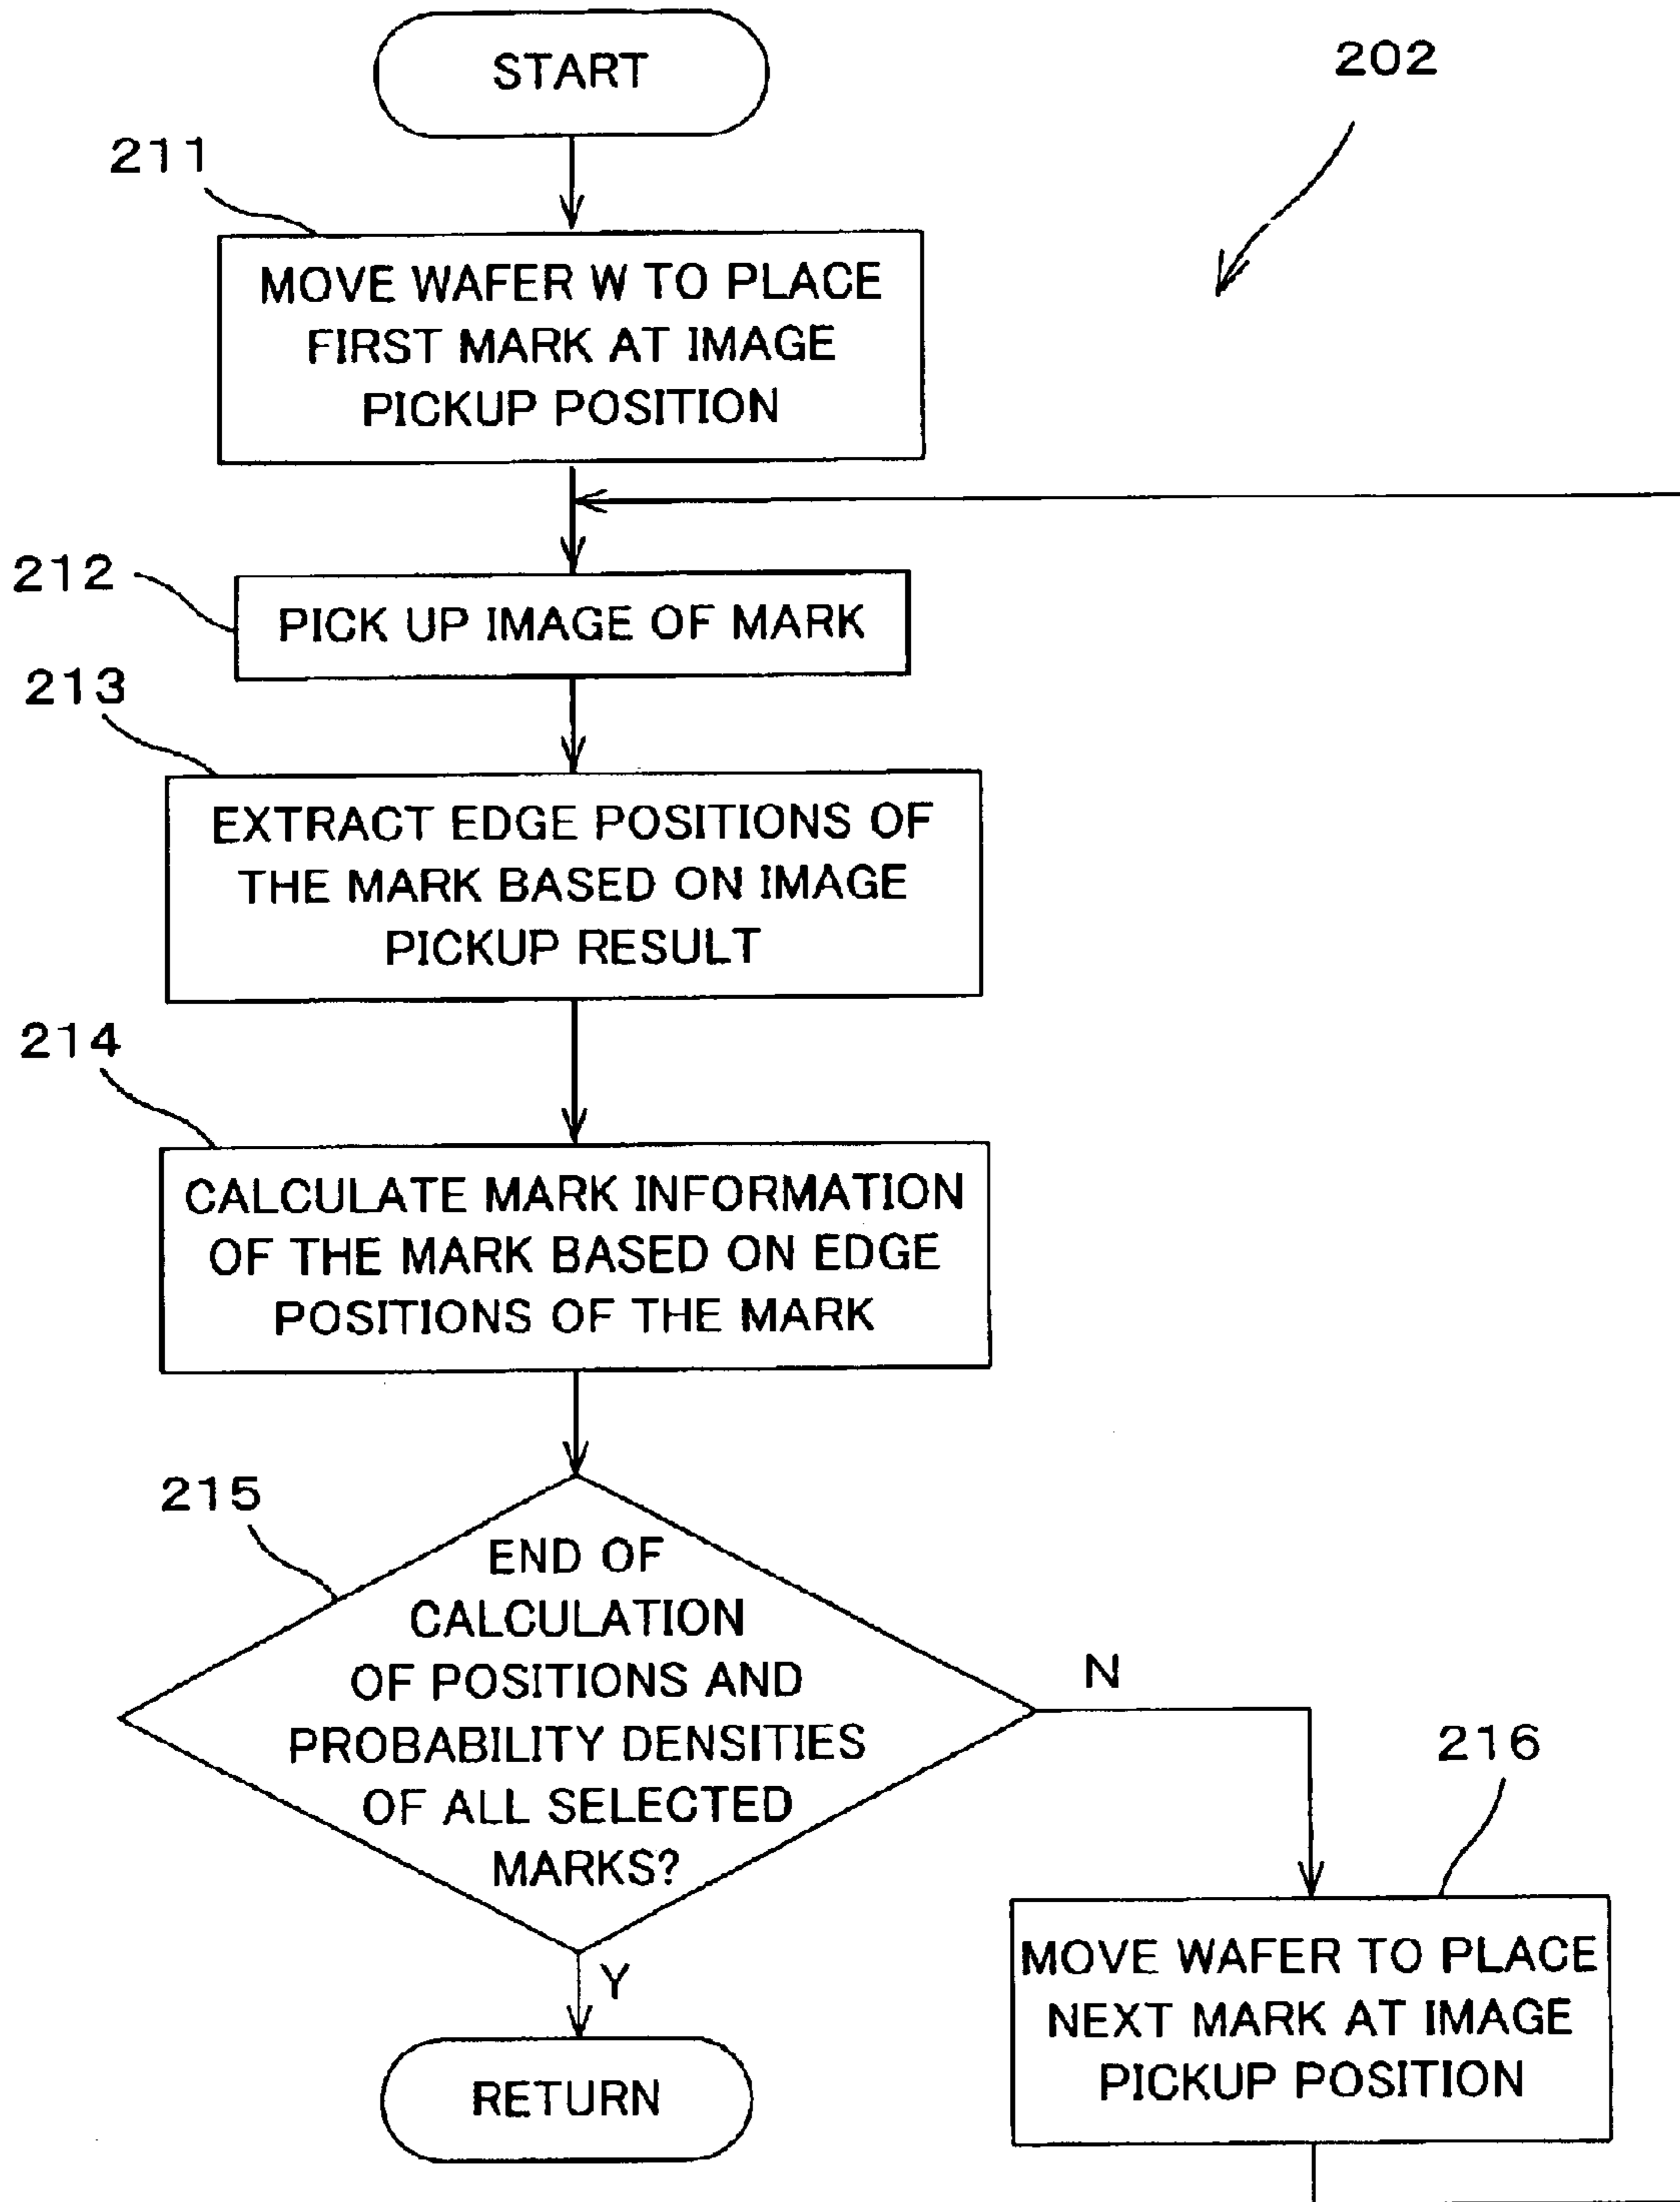 START
202
211
MOVE WAFER W TO PLACE
FIRST MARK AT IMAGE
PICKUP POSITION
212
PICK UP IMAGE OF MARK
213
EXTRACT EDGE POSITIONS OF
THE MARK BASED ON IMAGE
PICKUP RESULT
214
CALCULATE MARK INFORMATION
OF THE MARK BASED ON EDGE
POSITIONS OF THE MARK
215
END OF
CALCULATION
OF POSITIONS AND
PROBABILITY DENSITIES
OF ALL SELECTED
MARKS?
N
216
MOVE WAFER TO PLACE
NEXT MARK AT IMAGE
PICKUP POSITION
Y
RETURN